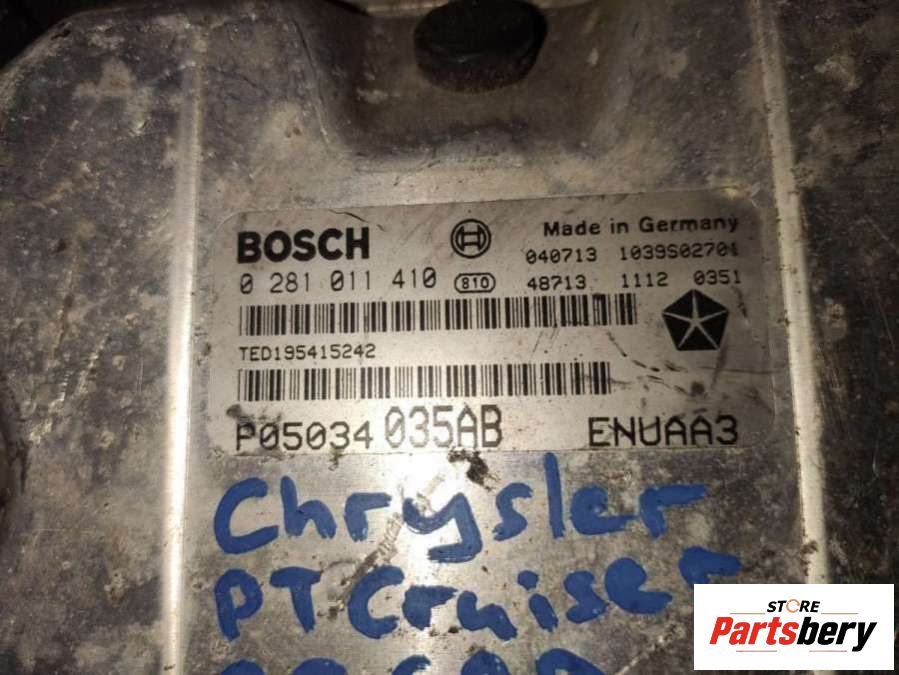 BOSCH
Made in Germany
040713 1039S02701
0 281 011 410 810 48713 1112 0351
TED195415242
P05034 035AB ENUAA3
Chrysler
PT Cruiser
STORE
Partsbery